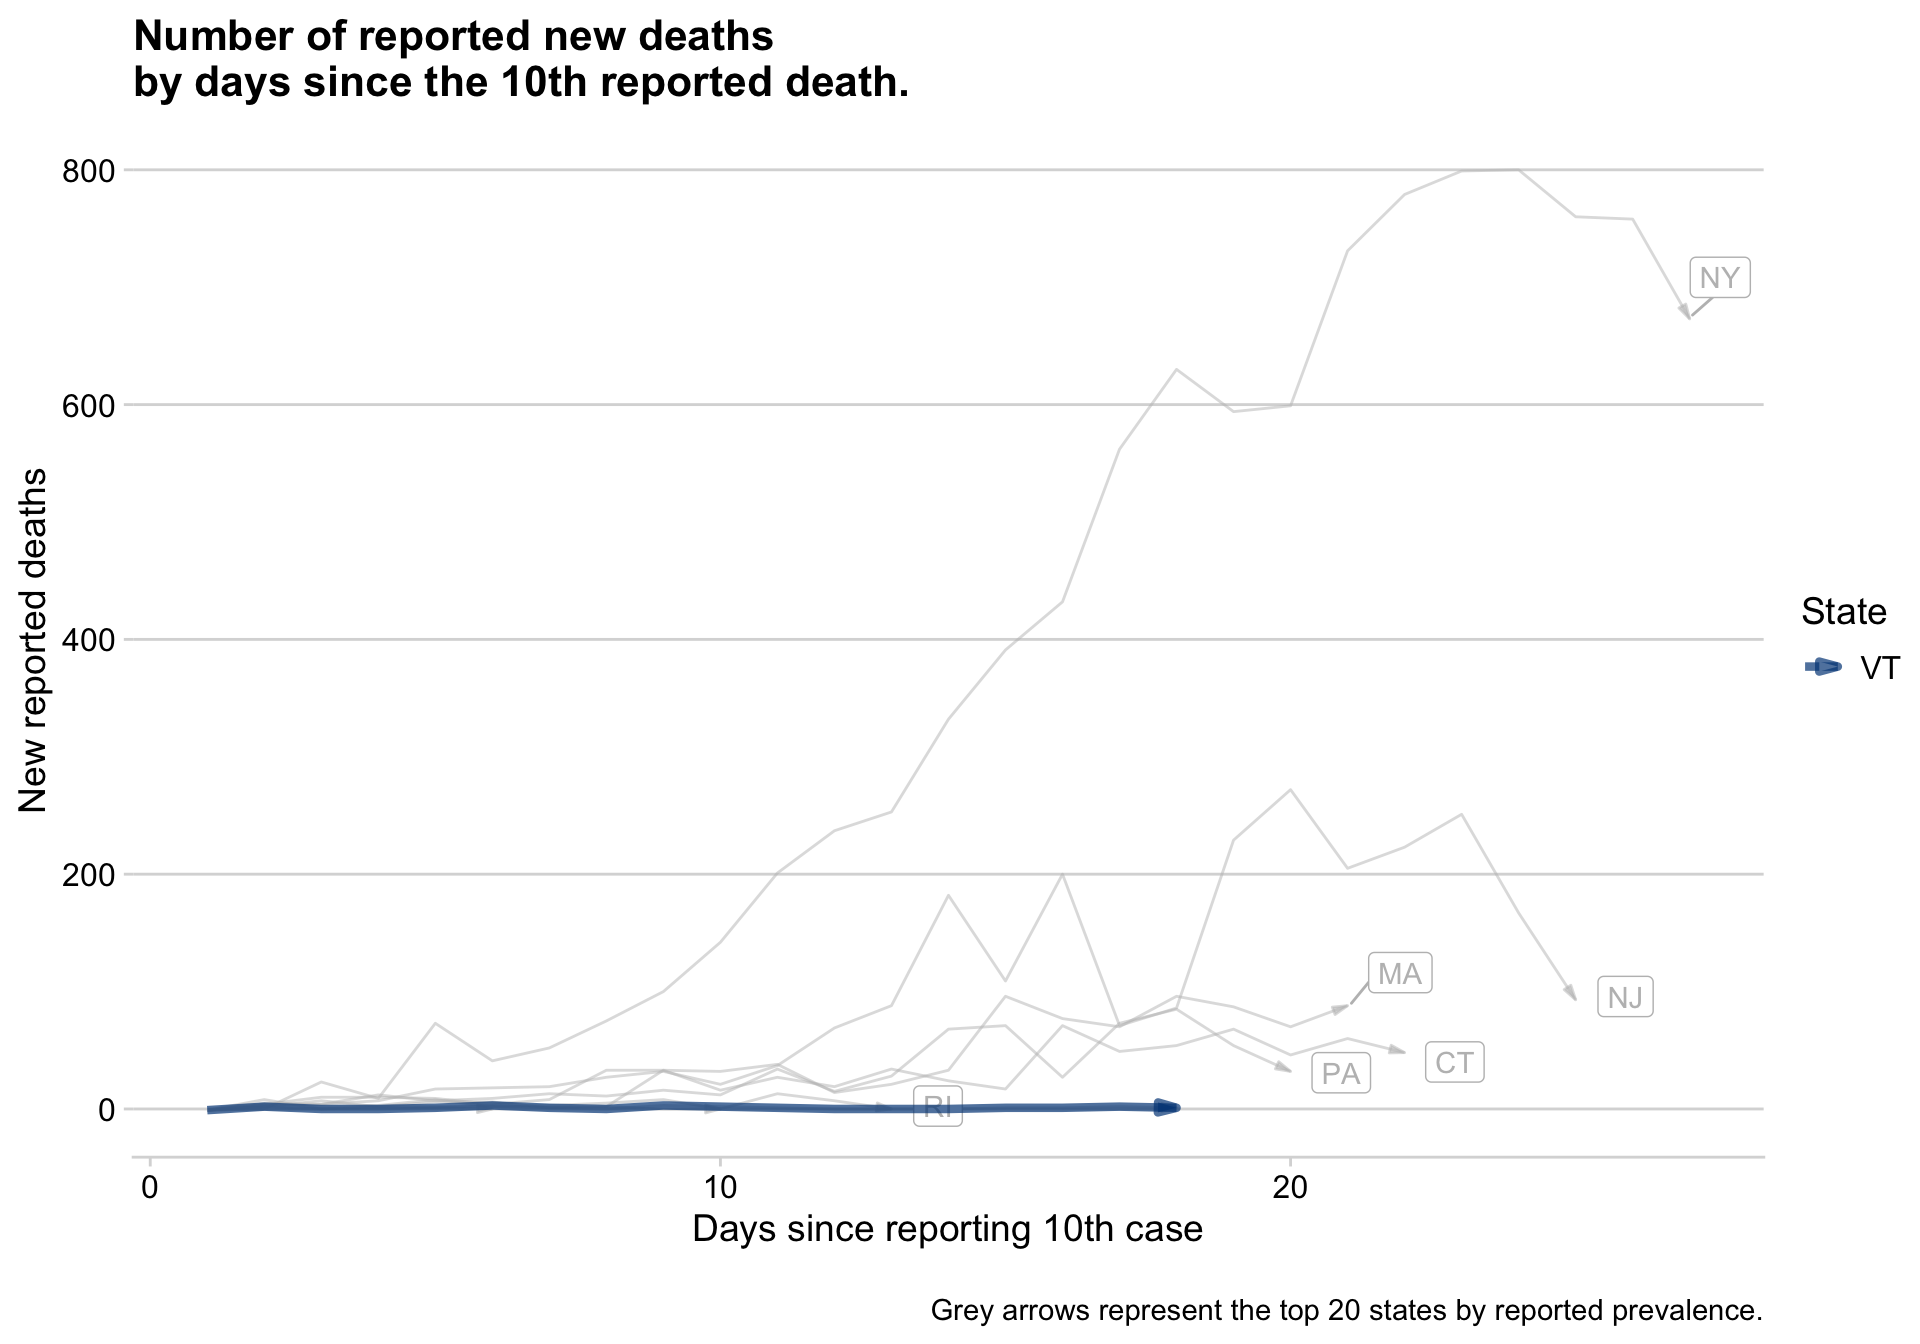 Number of reported new deaths
by days since the 10th reported death.
800
600
400
200
0
New reported deaths
NY
MA
NJ
CT
PA
RI
State
VT
0 10 20
Days since reporting 10th case
Grey arrows represent the top 20 states by reported prevalence.